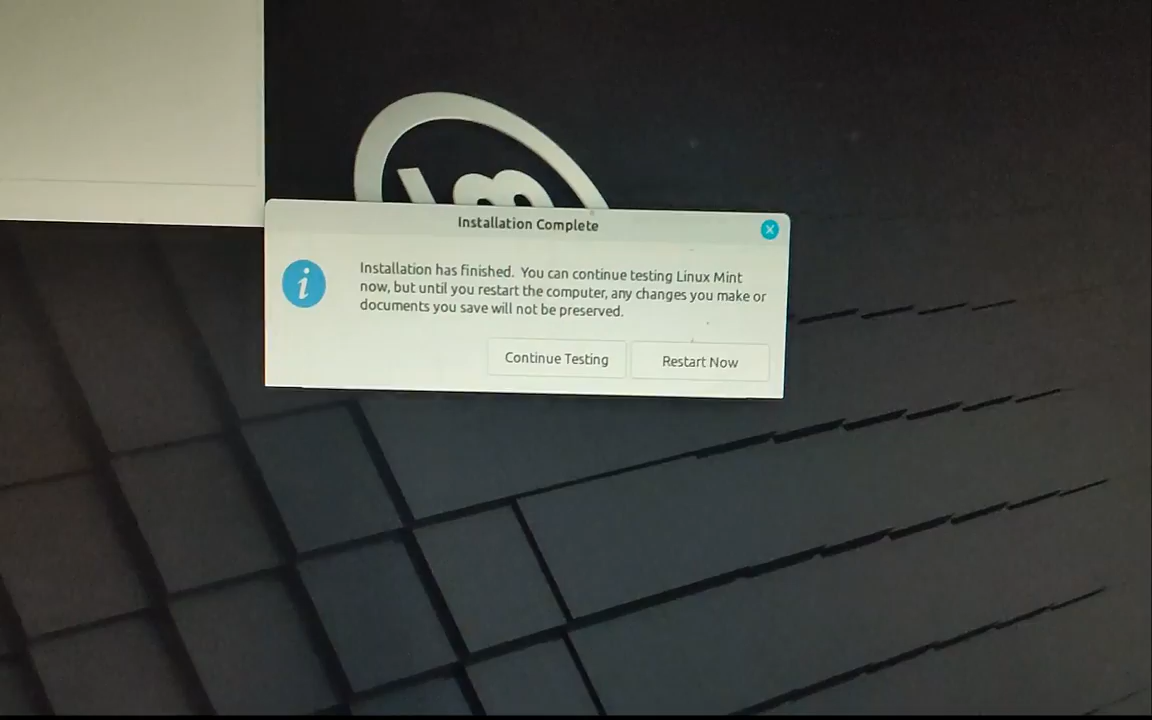 Installation Complete
Installation has finished. You can continue testing Linux Mint
now, but until you restart the computer, any changes you make or
documents you save will not be preserved.
Continue Testing
Restart Now